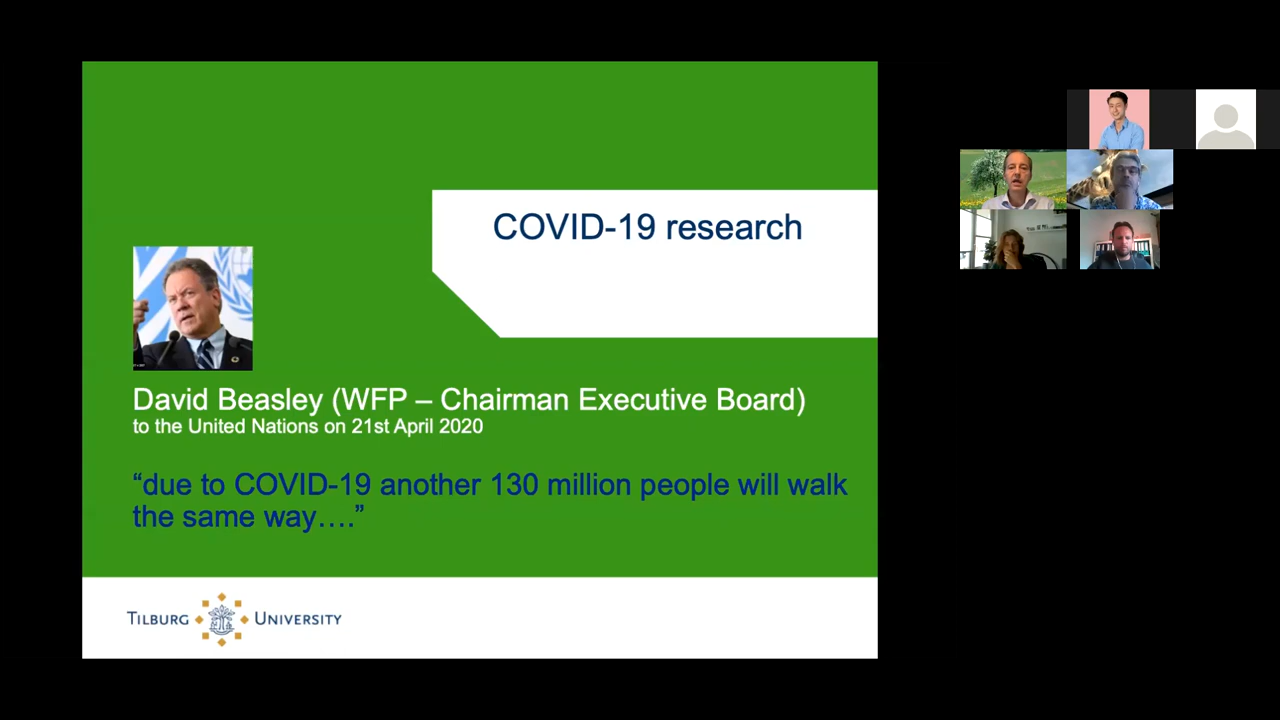 COVID-19 research
David Beasley (WFP – Chairman Executive Board)
to the United Nations on 21st April 2020
“due to COVID-19 another 130 million people will walk
the same way….”
TILBURG UNIVERSITY